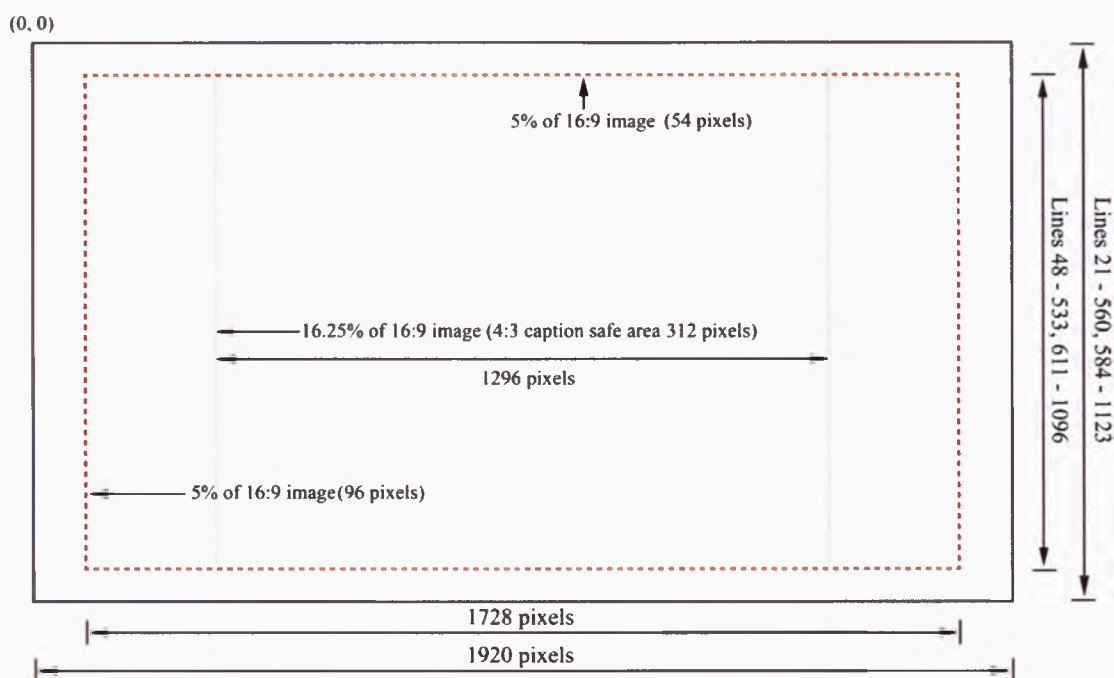 (0, 0)
5% of 16:9 image (54 pixels)
16.25% of 16:9 image (4:3 caption safe area 312 pixels)
1296 pixels
5% of 16:9 image(96 pixels)
1728 pixels
1920 pixels
Lines 48 - 533, 611 - 1096
Lines 21 - 560, 584 - 1123